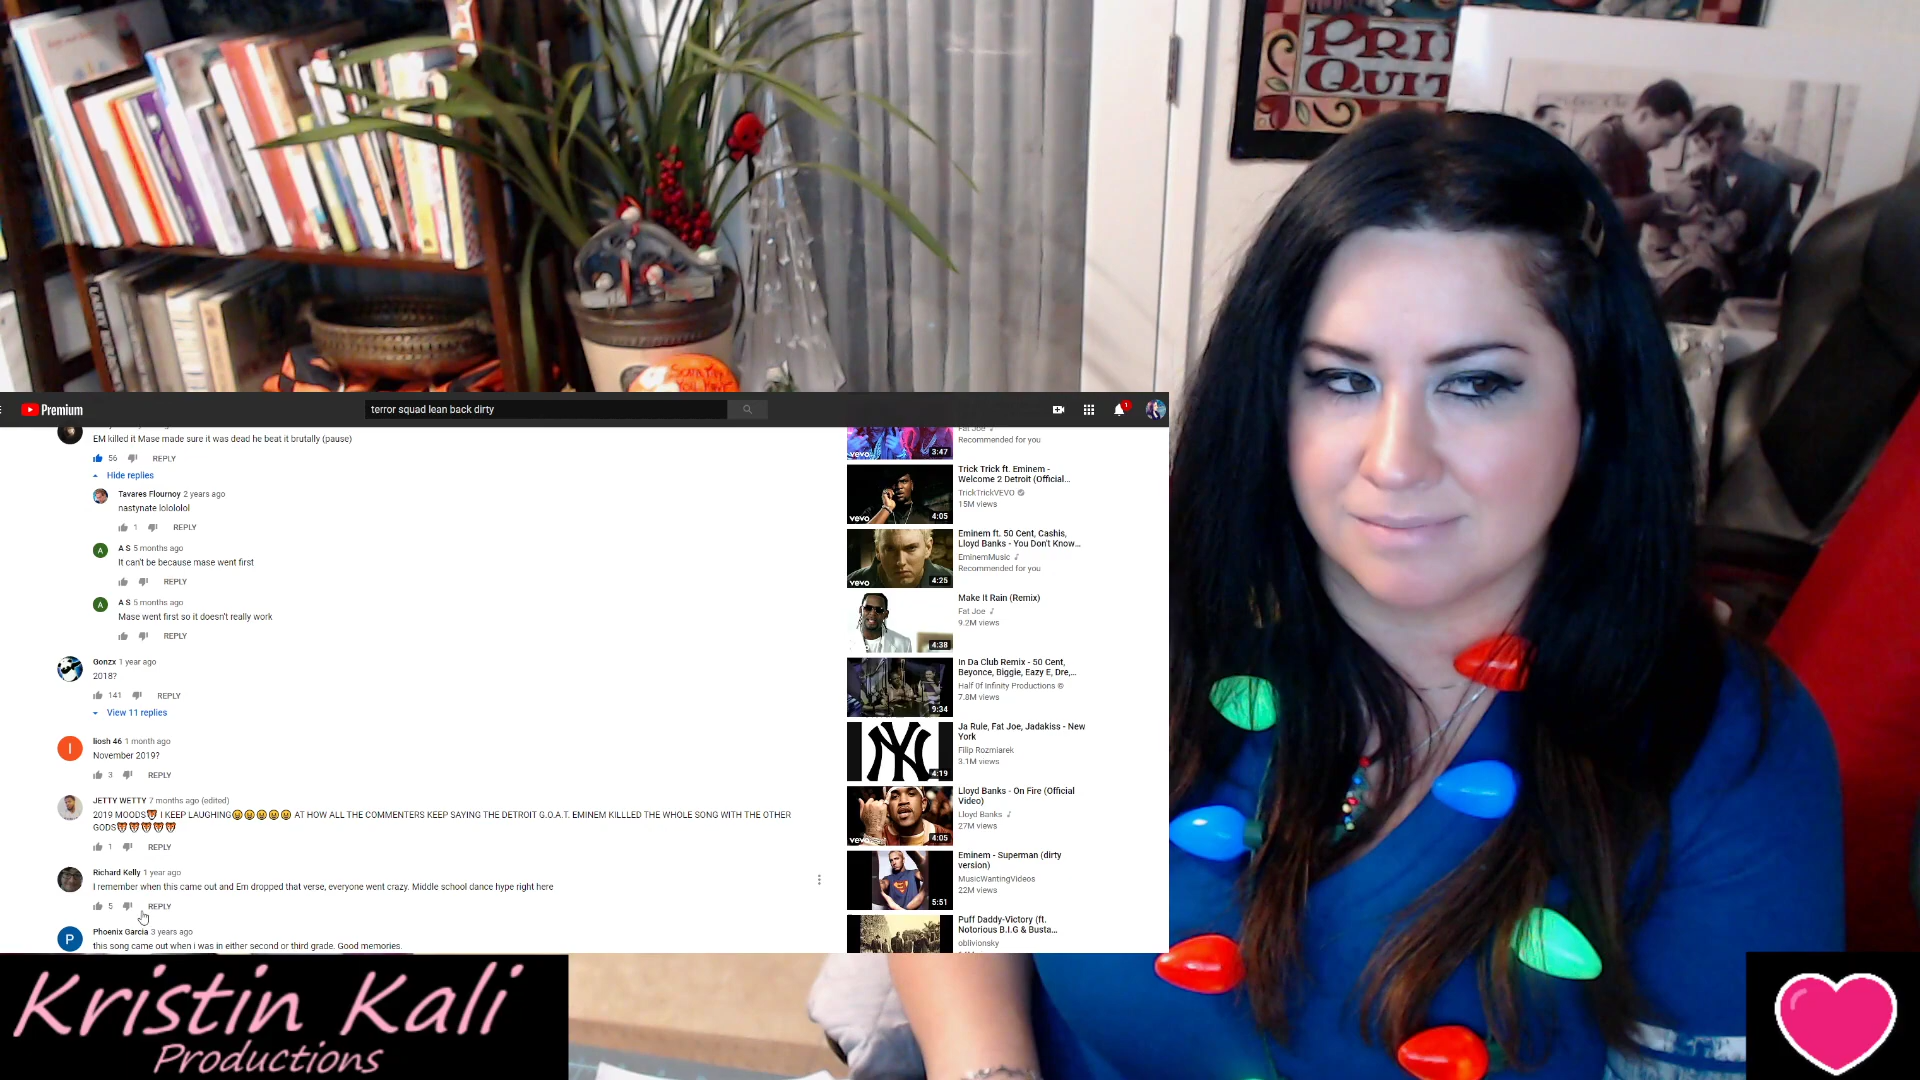 PRI
QUIT
Premium
terror squad lean back dirty
1
EM killed it Mase made sure it was dead he beat it brutally (pause)
56
REPLY
Hide replies
Tavares Flournoy 2 years ago
nastynate lolololol
1
REPLY
A
A S 5 months ago
It can't be because mase went first
REPLY
A
A S 5 months ago
Mase went first so it doesn't really work
REPLY
Gonzx 1 year ago
2018?
141
REPLY
View 11 replies
liosh 46 1 month ago
November 2019?
3
REPLY
JETTY WETTY 7 months ago (edited)
2019 MOODS I KEEP LAUGHING AT HOW ALL THE COMMENTERS KEEP SAYING THE DETROIT G.O.A.T. EMINEM KILLLED THE WHOLE SONG WITH THE OTHER
GODS
1
REPLY
Richard Kelly 1 year ago
I remember when this came out and Em dropped that verse, everyone went crazy. Middle school dance hype right here
5
REPLY
P
Phoenix Garcia 3 years ago
this song came out when i was in either second or third grade. Good memories.
vevo
3:47
Fat Joe
Recommended for you
vevo
4:05
Trick Trick ft. Eminem -
Welcome 2 Detroit (Official...
TrickTrickVEVO
15M views
vevo
4:25
Eminem ft. 50 Cent, Cashis,
Lloyd Banks - You Don't Know...
EminemMusic
Recommended for you
4:38
Make It Rain (Remix)
Fat Joe
9.2M views
9:34
In Da Club Remix - 50 Cent,
Beyonce, Biggie, Eazy E, Dre,...
Half Of Infinity Productions
7.8M views
4:19
Ja Rule, Fat Joe, Jadakiss - New
York
Filip Rozmiarek
3.1M views
vevo
4:05
Lloyd Banks - On Fire (Official
Video)
Lloyd Banks
27M views
5:51
Eminem - Superman (dirty
version)
MusicWantingVideos
22M views
Puff Daddy-Victory (ft.
Notorious B.I.G & Busta...
oblivionsky
Kristin Kali
Productions